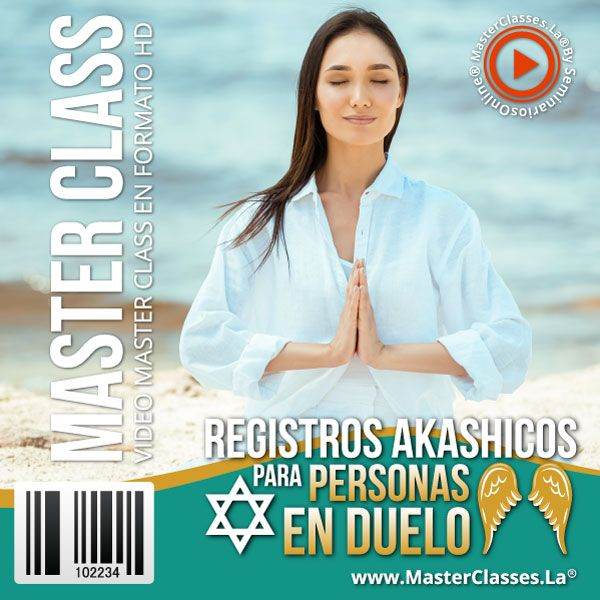 MASTER CLASS
VIDEO MASTER CLASS EN FORMATO HD
MasterClasses.La®By SeminariosOnline®
REGISTROS AKASHICOS
PARA PERSONAS
EN DUELO
102234
www.MasterClasses.La®